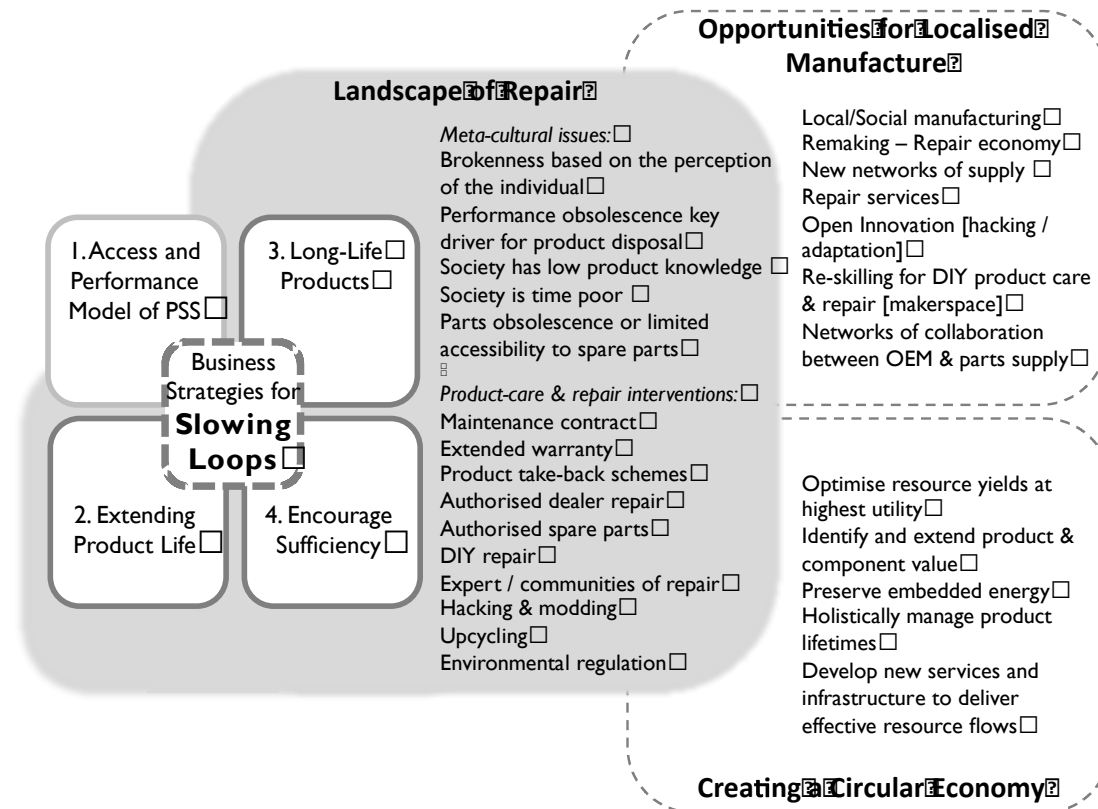 Opportunities for Localised
Manufacture
Landscape of Repair
Meta-cultural issues:
Brokenness based on the perception
of the individual
Performance obsolescence key
driver for product disposal
Society has low product knowledge
Society is time poor
Parts obsolescence or limited
accessibility to spare parts
Product-care & repair interventions:
Maintenance contract
Extended warranty
Product take-back schemes
Authorised dealer repair
Authorised spare parts
DIY repair
Expert / communities of repair
Hacking & modding
Upcycling
Environmental regulation
Local/Social manufacturing
Remaking – Repair economy
New networks of supply
Repair services
Open Innovation [hacking /
adaptation]
Re-skilling for DIY product care
& repair [makerspace]
Networks of collaboration
between OEM & parts supply
1. Access and
Performance
Model of PSS
3. Long-Life
Products
Business
Strategies for
Slowing
Loops
2. Extending
Product Life
4. Encourage
Sufficiency
Optimise resource yields at
highest utility
Identify and extend product &
component value
Preserve embedded energy
Holistically manage product
lifetimes
Develop new services and
infrastructure to deliver
effective resource flows
Creating a Circular Economy